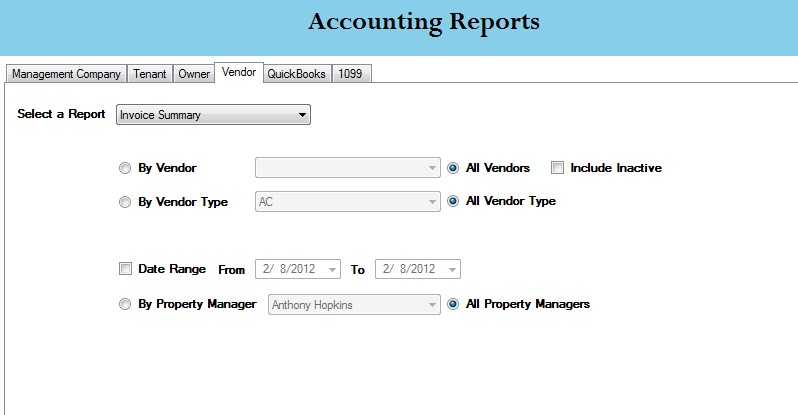 Accounting Reports
Management Company Tenant Owner Vendor QuickBooks 1099
Select a Report Invoice Summary
By Vendor All Vendors Include Inactive
By Vendor Type AC All Vendor Type
Date Range From 2/ 8/2012 To 2/ 8/2012
By Property Manager Anthony Hopkins All Property Managers